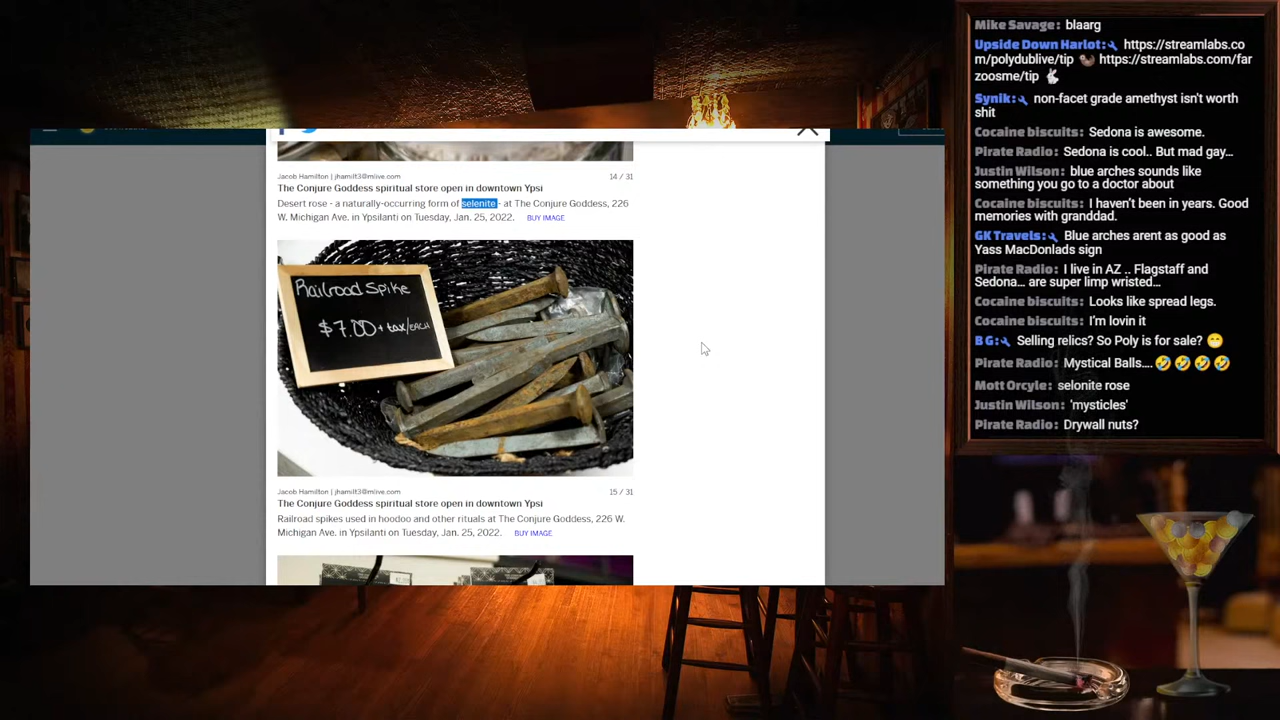 Jacob Hamilton | jhamilt3@mlive.com
14 / 31
The Conjure Goddess spiritual store open in downtown Ypsi
Desert rose - a naturally-occurring form of selenite - at The Conjure Goddess, 226
W. Michigan Ave. in Ypsilanti on Tuesday, Jan. 25, 2022. BUY IMAGE
Railroad Spike
$7.00 + tax/EACH
Jacob Hamilton | jhamilt3@mlive.com
15 / 31
The Conjure Goddess spiritual store open in downtown Ypsi
Railroad spikes used in hoodoo and other rituals at The Conjure Goddess, 226 W.
Michigan Ave. in Ypsilanti on Tuesday, Jan. 25, 2022. BUY IMAGE
Mike Savage: blaarg
Upside Down Harlot: https://streamlabs.co
m/polydublive/tip 🦦 https://streamlabs.com/far
zoosme/tip 🐇
Synik: non-facet grade amethyst isn't worth
shit
Cocaine biscuits: Sedona is awesome.
Pirate Radio: Sedona is cool.. But mad gay...
Justin Wilson: blue arches sounds like
something you go to a doctor about
Cocaine biscuits: I haven't been in years. Good
memories with granddad.
GK Travels: Blue arches arent as good as
Yass MacDonlads sign
Pirate Radio: I live in AZ .. Flagstaff and
Sedona... are super limp wristed...
Cocaine biscuits: Looks like spread legs.
Cocaine biscuits: I'm lovin it
B G: Selling relics? So Poly is for sale? 😁
Pirate Radio: Mystical Balls.... 🤣🤣🤣🤣
Mott Orcyle: selonite rose
Justin Wilson: 'mysticles'
Pirate Radio: Drywall nuts?